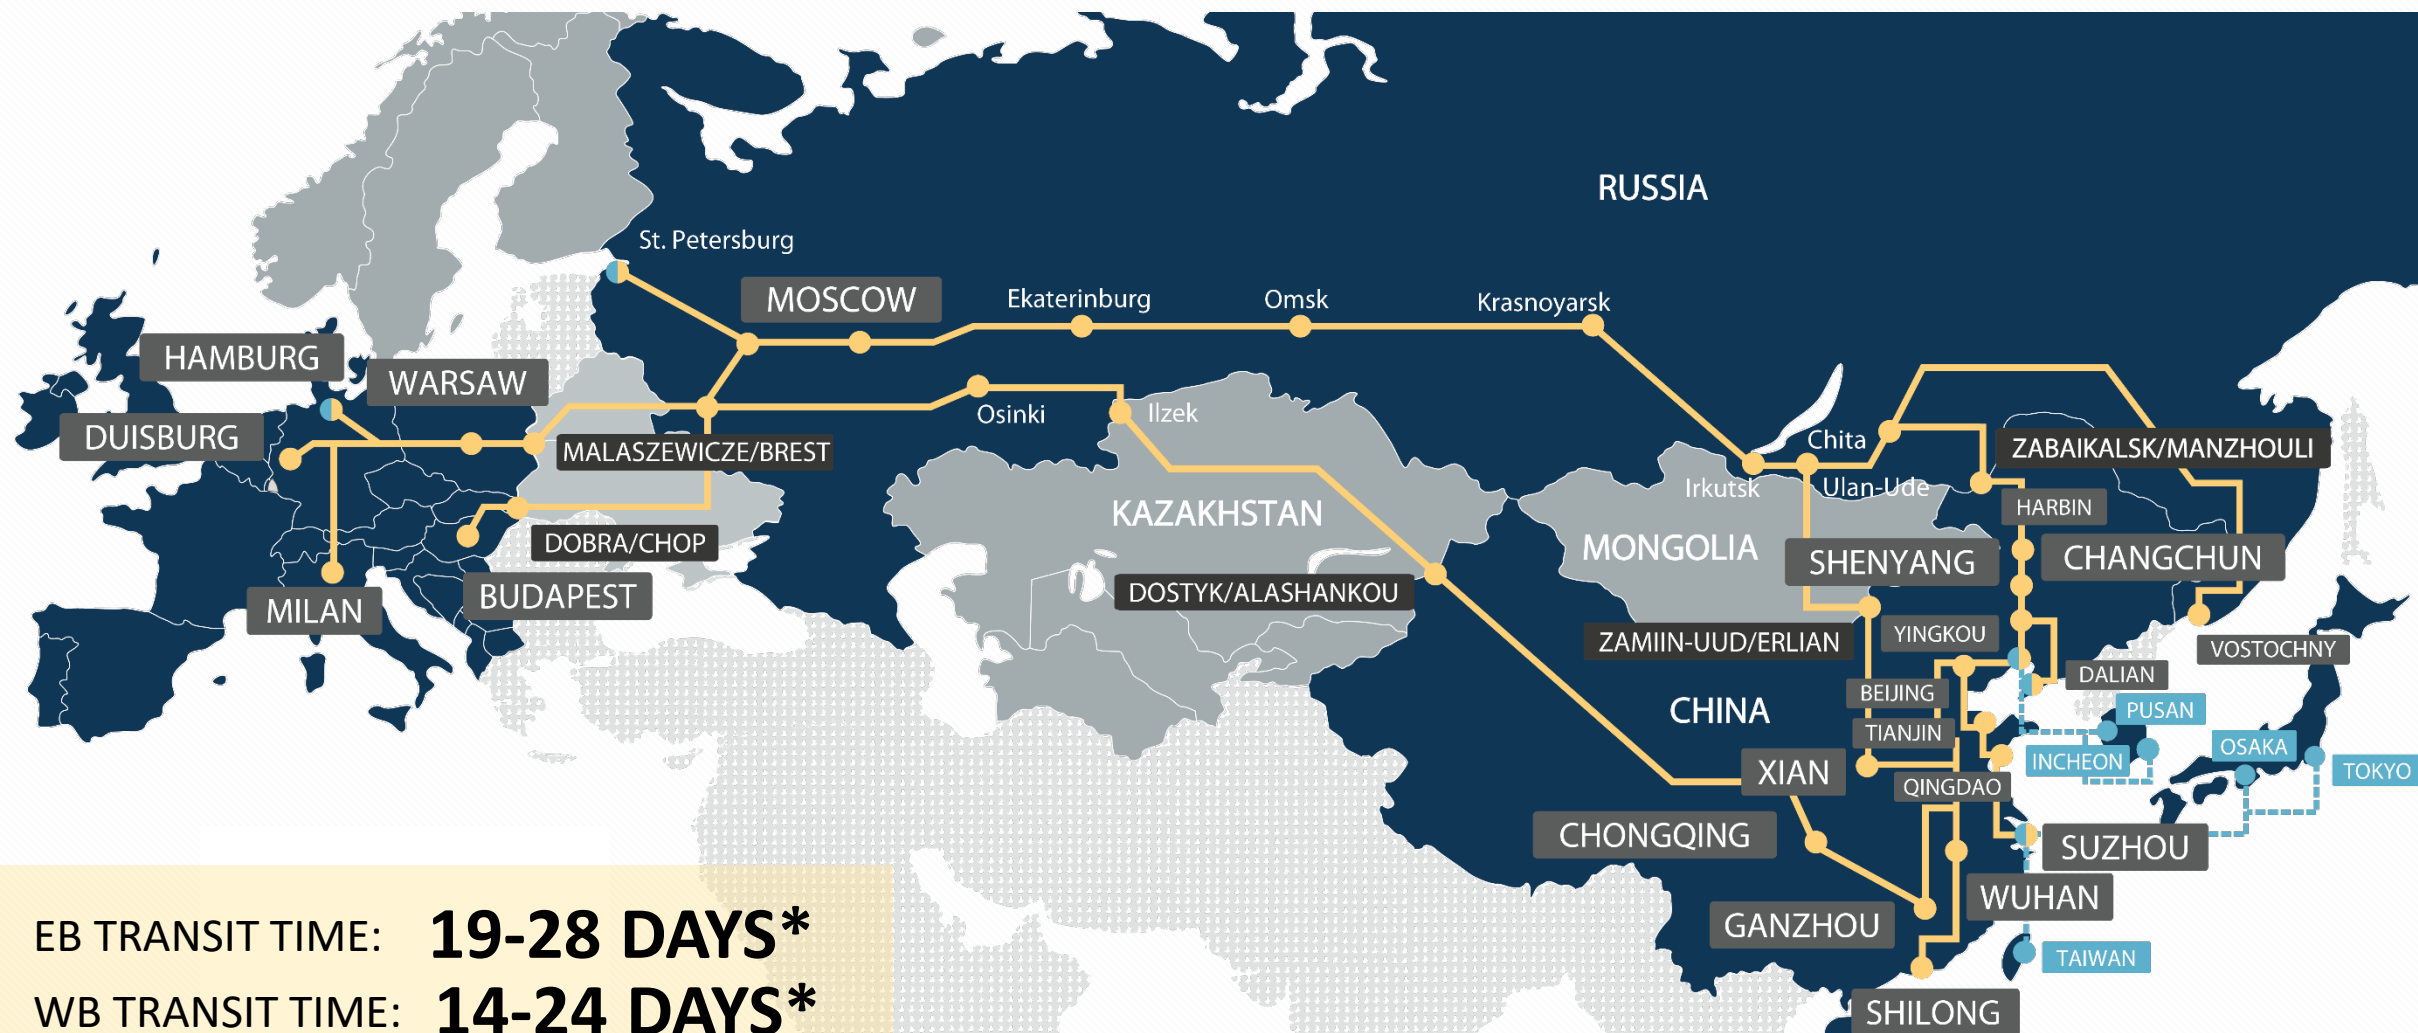 RUSSIA
St. Petersburg
MOSCOW
Ekaterinburg
Omsk
Krasnoyarsk
HAMBURG
WARSAW
DUISBURG
Osinki
Ilzek
MALASZEWICZE/BREST
Chita
ZABAIKALSK/MANZHOULI
Irkutsk
Ulan-Ude
HARBIN
KAZAKHSTAN
DOBRA/CHOP
MONGOLIA
SHENYANG
CHANGCHUN
MILAN
BUDAPEST
DOSTYK/ALASHANKOU
ZAMIIN-UUD/ERLIAN
YINGKOU
VOSTOCHNY
DALIAN
BEIJING
CHINA
PUSAN
TIANJIN
OSAKA
INCHEON
TOKYO
XIAN
QINGDAO
CHONGQING
SUZHOU
WUHAN
GANZHOU
TAIWAN
SHILONG
EB TRANSIT TIME: 19-28 DAYS*
WB TRANSIT TIME: 14-24 DAYS*